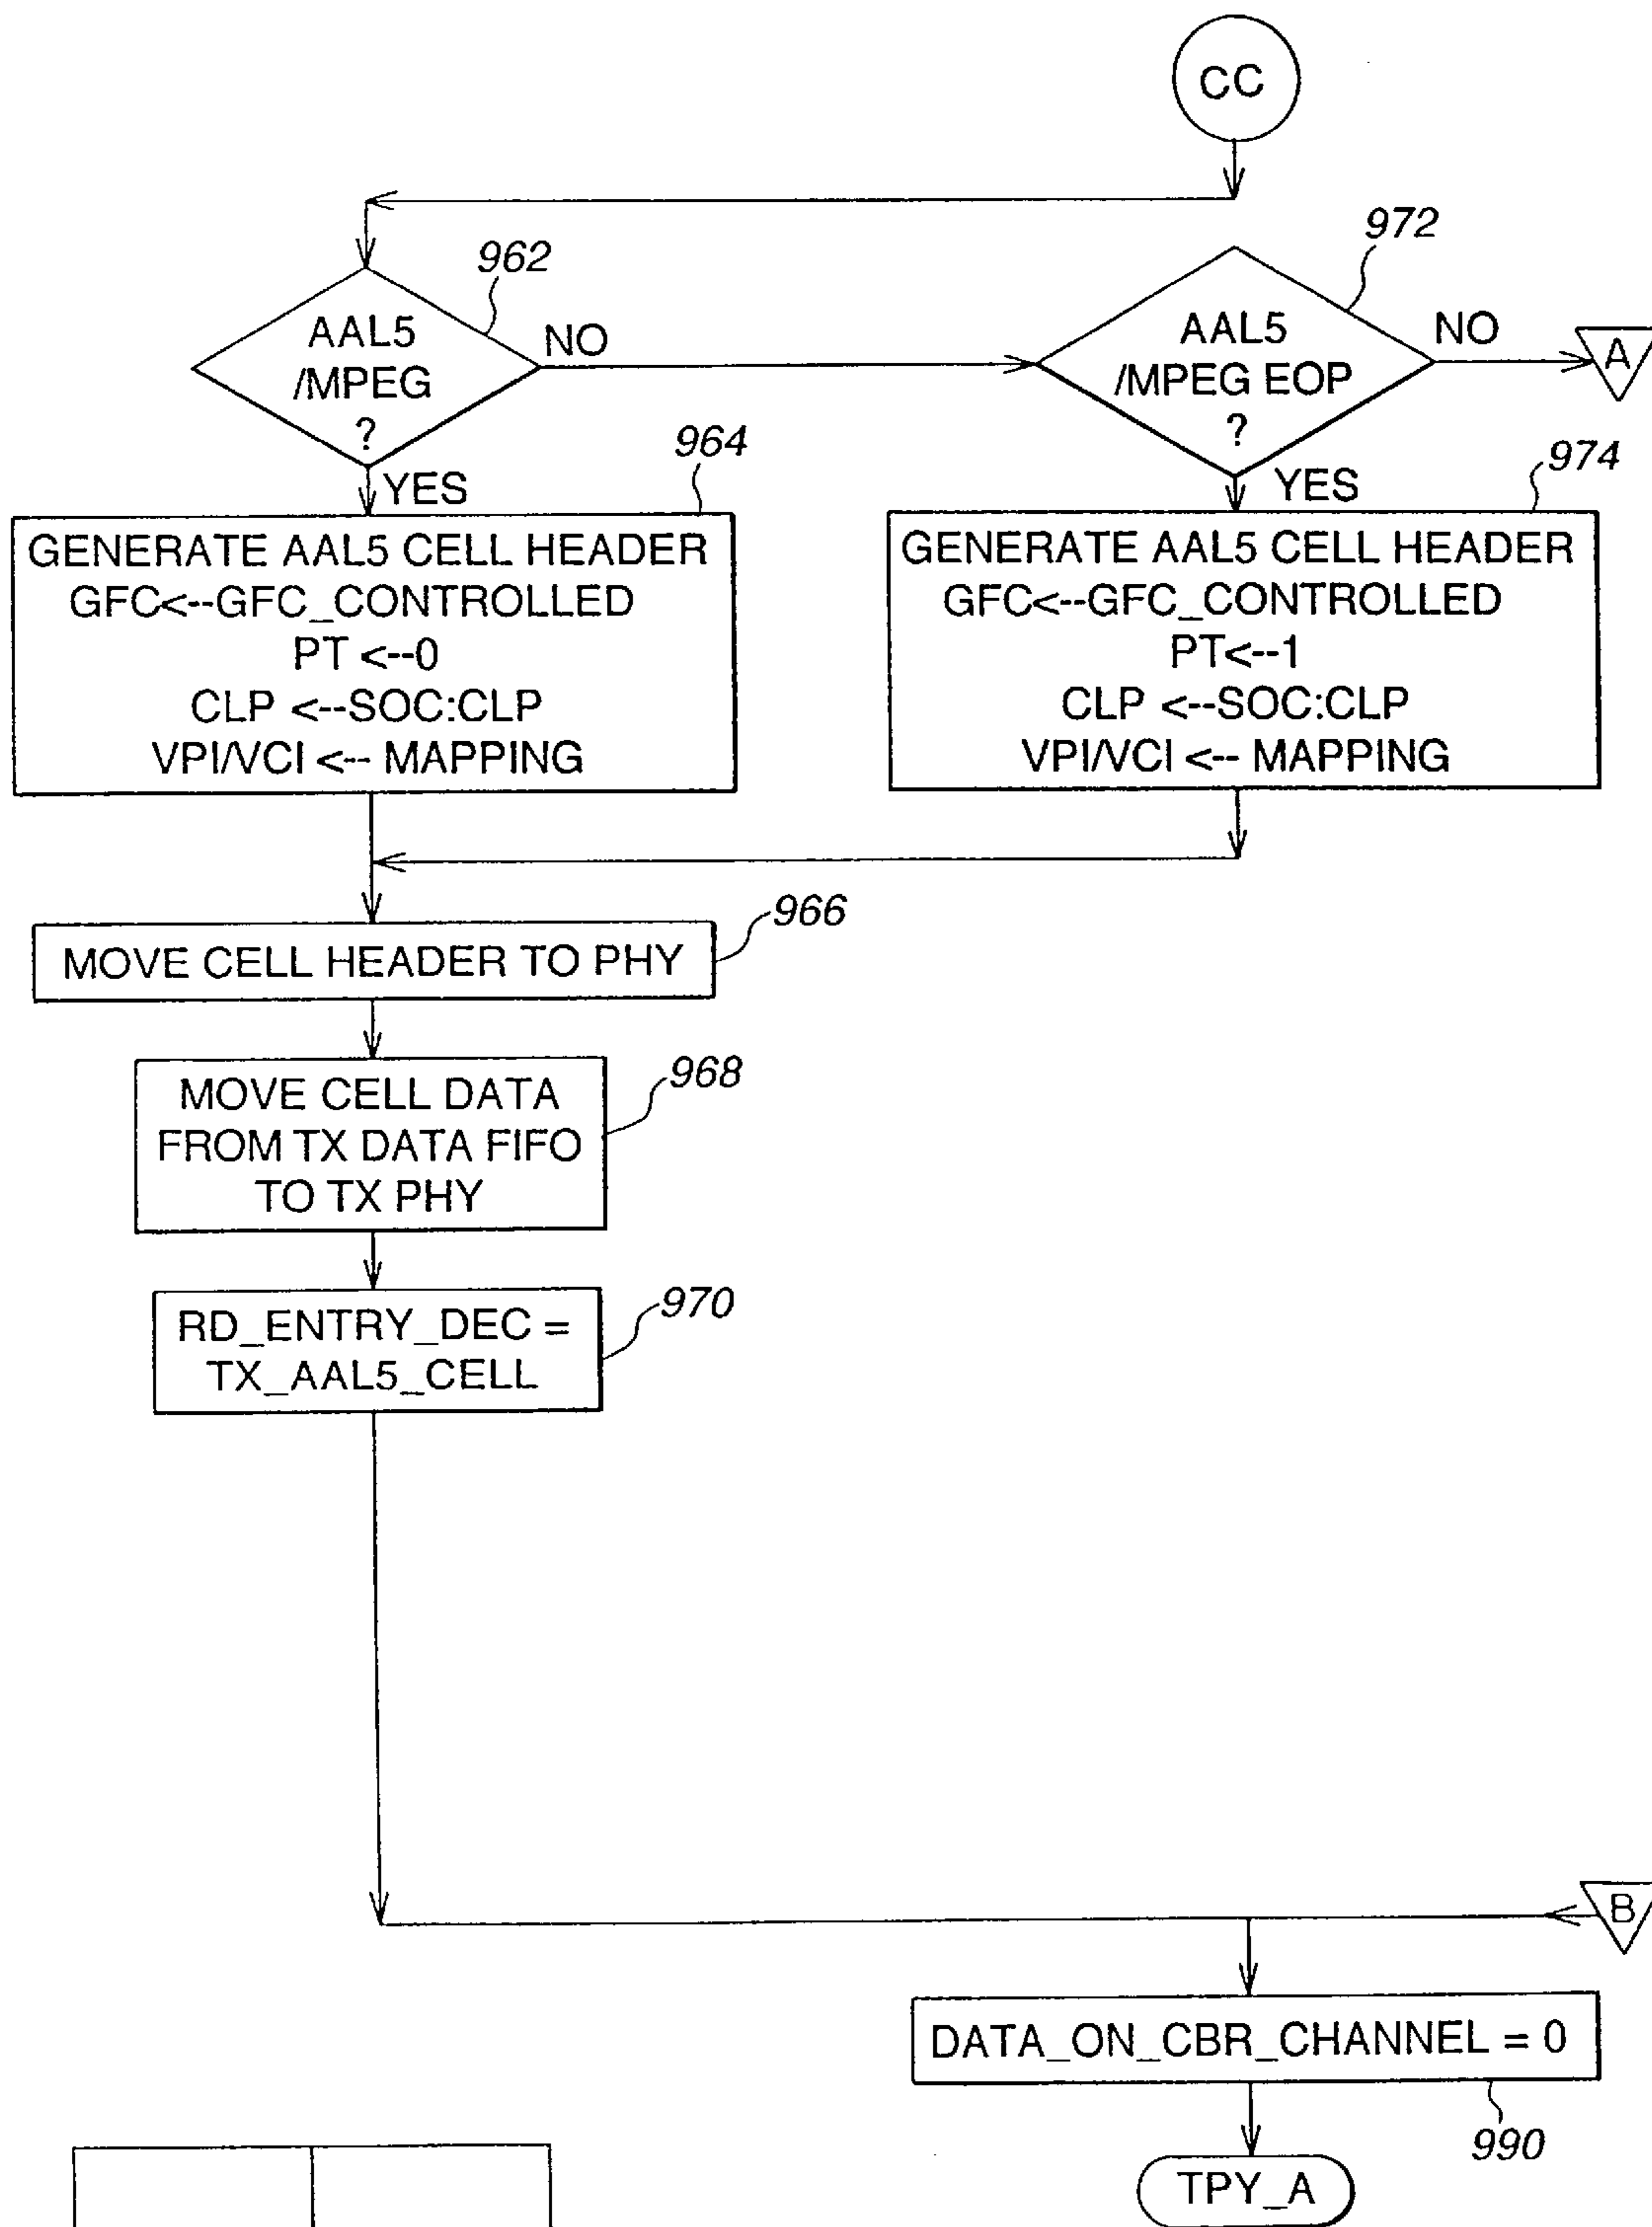 CC
962
972
AAL5
/MPEG
?
NO
AAL5
/MPEG EOP
?
NO
A
YES
964
YES
974
GENERATE AAL5 CELL HEADER
GFC<--GFC_CONTROLLED
PT <--0
CLP <--SOC:CLP
VPI/VCI <-- MAPPING
GENERATE AAL5 CELL HEADER
GFC<--GFC_CONTROLLED
PT<--1
CLP <--SOC:CLP
VPI/VCI <-- MAPPING
966
MOVE CELL HEADER TO PHY
968
MOVE CELL DATA
FROM TX DATA FIFO
TO TX PHY
970
RD_ENTRY_DEC =
TX_AAL5_CELL
B
DATA_ON_CBR_CHANNEL = 0
990
TPY_A